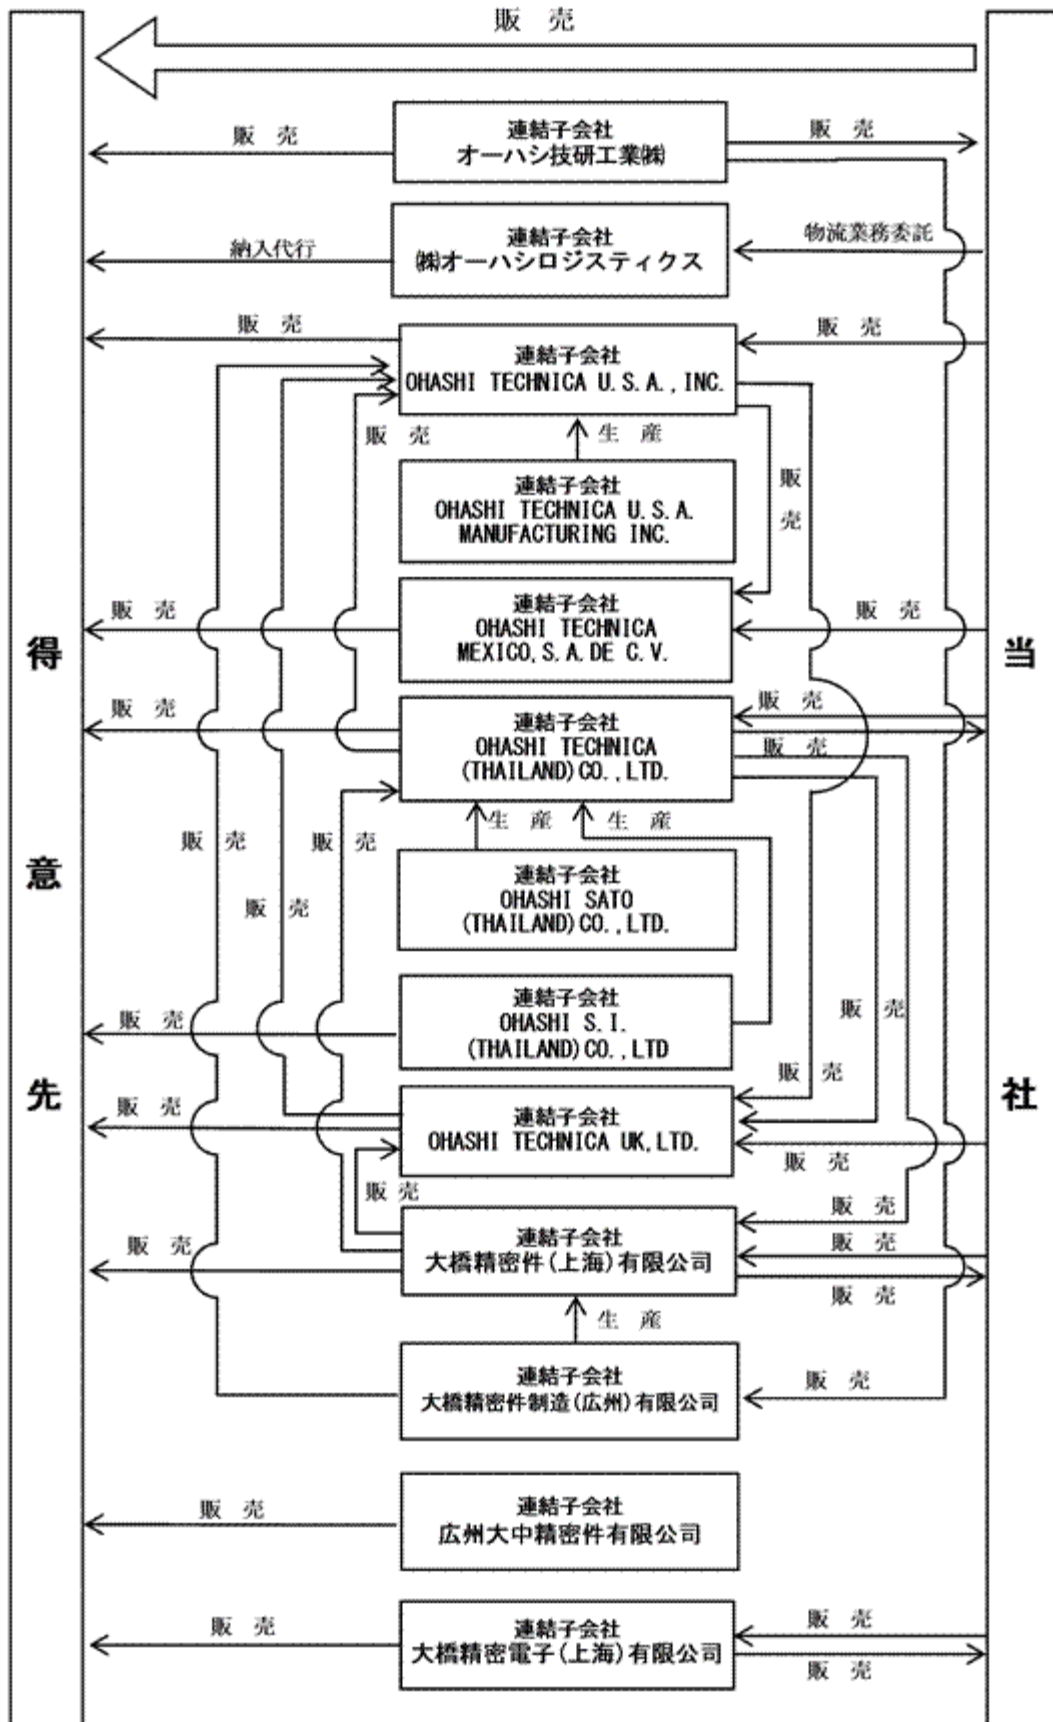 販 売
連結子会社
オーハシ技研工業㈱
販 売
販 売
連結子会社
㈱オーハシロジスティクス
納入代行
物流業務委託
連結子会社
OHASHI TECHNICA U.S.A., INC.
販 売
販 売
販 売
生 産
販
売
連結子会社
OHASHI TECHNICA U.S.A.
MANUFACTURING INC.
連結子会社
OHASHI TECHNICA
MEXICO, S.A. DE C.V.
販 売
販 売
得
意
先
当
社
連結子会社
OHASHI TECHNICA
(THAILAND) CO., LTD.
販 売
販 売
販 売
生 産
生 産
販 売
販 売
販 売
連結子会社
OHASHI SATO
(THAILAND) CO., LTD.
連結子会社
OHASHI S.I.
(THAILAND) CO., LTD
販 売
販 売
販 売
連結子会社
OHASHI TECHNICA UK, LTD.
販 売
販 売
販 売
連結子会社
大橋精密件(上海)有限公司
販 売
販 売
販 売
販 売
生 産
連結子会社
大橋精密件制造(広州)有限公司
販 売
連結子会社
広州大中精密件有限公司
販 売
連結子会社
大橋精密電子(上海)有限公司
販 売
販 売
販 売